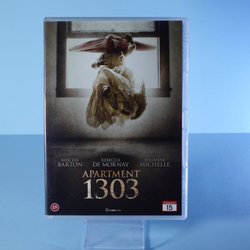 MISCHA BARTON
REBECCA DE MORNAY
JULIANNE MICHELLE
APARTMENT
1303
15